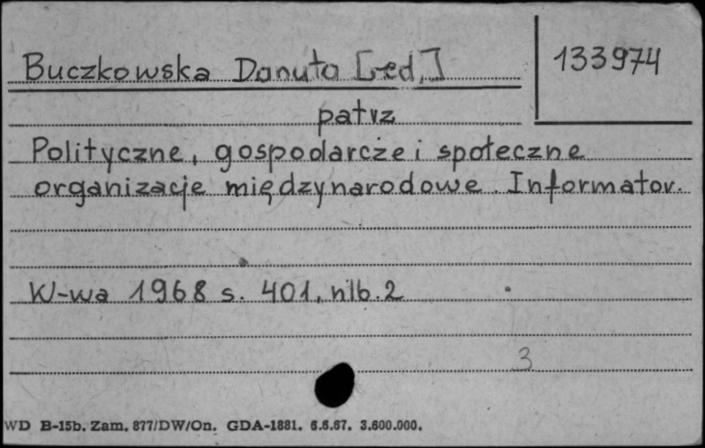 Buczkowska Danuta [red.]
133974
patrz
Polityczne, gospodarcze i społeczne
organizacje międzynarodowe. Informator.
W-wa 1968 s. 401, nlb. 2
3
WD B-15b. Zam. 877/DW/On. GDA-1881. 6.6.67. 3.600.000.